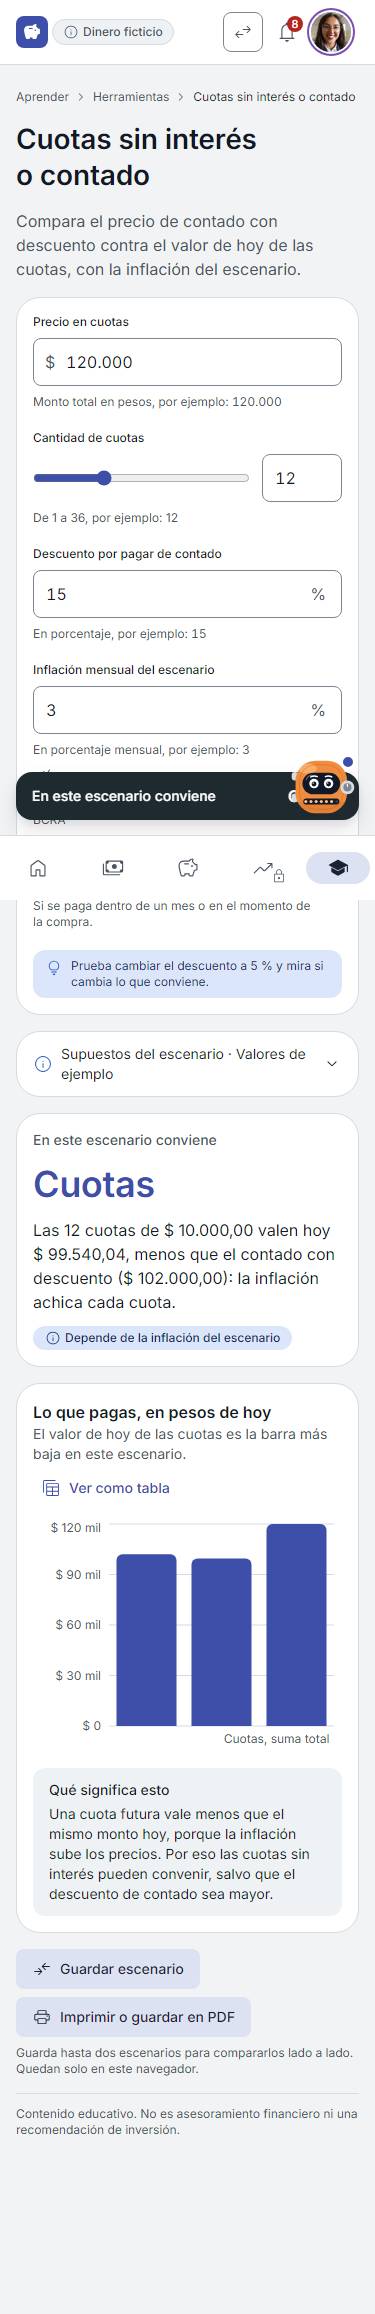 Dinero ficticio
8
Aprender > Herramientas > Cuotas sin interés o contado
Cuotas sin interés
o contado
Compara el precio de contado con
descuento contra el valor de hoy de las
cuotas, con la inflación del escenario.
Precio en cuotas
$ 120.000
Monto total en pesos, por ejemplo: 120.000
Cantidad de cuotas
12
De 1 a 36, por ejemplo: 12
Descuento por pagar de contado
15 %
En porcentaje, por ejemplo: 15
Inflación mensual del escenario
3 %
En porcentaje mensual, por ejemplo: 3
En este escenario conviene
BCRA
Si se paga dentro de un mes o en el momento de
la compra.
Prueba cambiar el descuento a 5 % y mira si
cambia lo que conviene.
Supuestos del escenario · Valores de
ejemplo
En este escenario conviene
Cuotas
Las 12 cuotas de $ 10.000,00 valen hoy
$ 99.540,04, menos que el contado con
descuento ($ 102.000,00): la inflación
achica cada cuota.
Depende de la inflación del escenario
Lo que pagas, en pesos de hoy
El valor de hoy de las cuotas es la barra más
baja en este escenario.
Ver como tabla
$ 120 mil
$ 90 mil
$ 60 mil
$ 30 mil
$ 0
Cuotas, suma total
Qué significa esto
Una cuota futura vale menos que el
mismo monto hoy, porque la inflación
sube los precios. Por eso las cuotas sin
interés pueden convenir, salvo que el
descuento de contado sea mayor.
Guardar escenario
Imprimir o guardar en PDF
Guarda hasta dos escenarios para compararlos lado a lado.
Quedan solo en este navegador.
Contenido educativo. No es asesoramiento financiero ni una
recomendación de inversión.